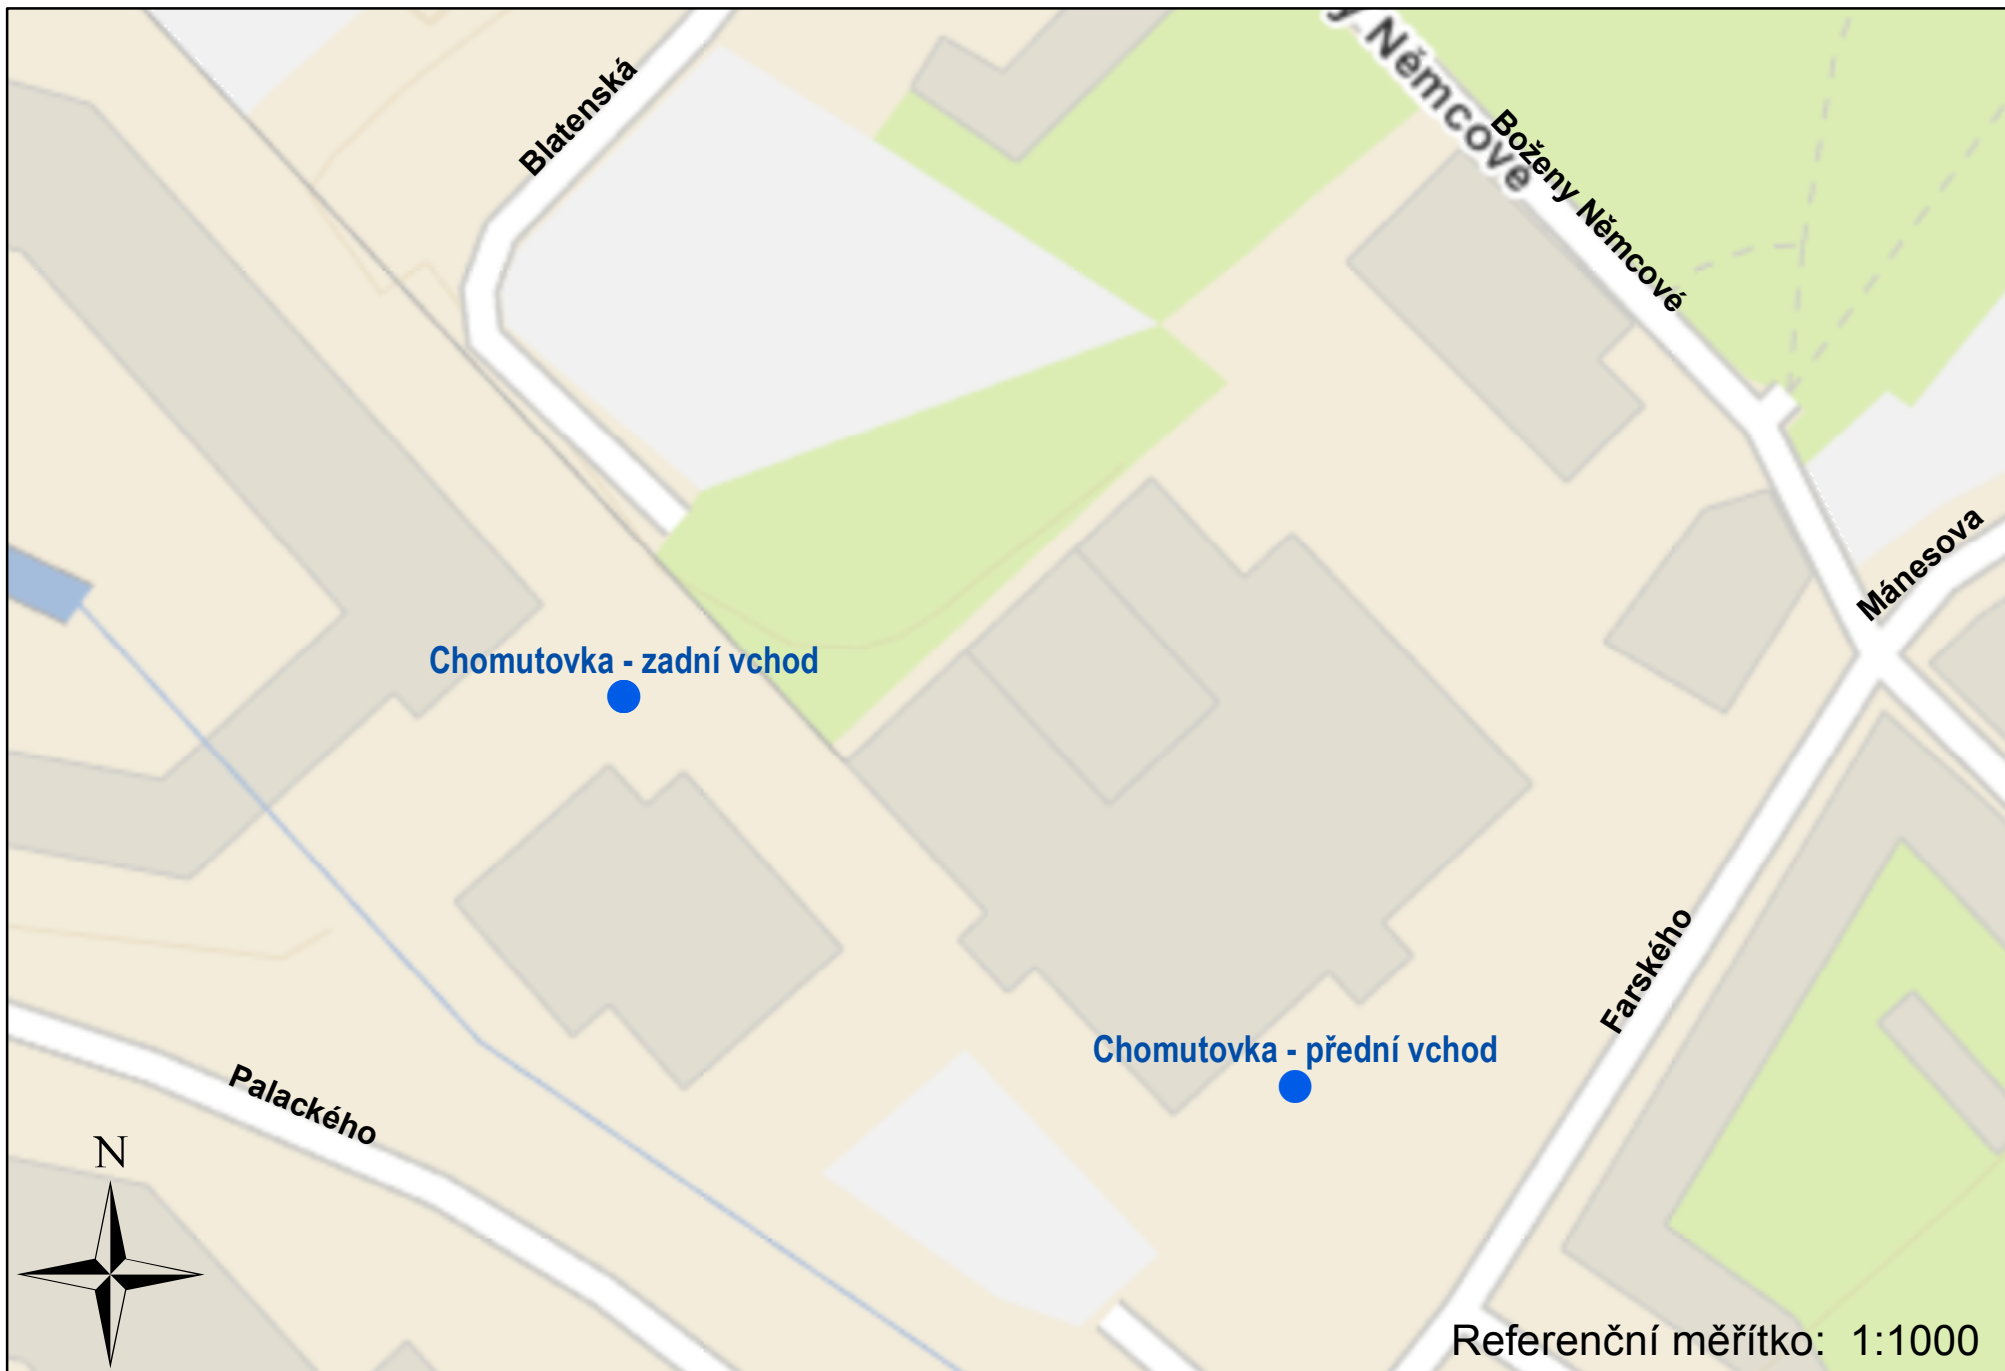 y Němcové
Blatenská
Boženy Němcové
Mánesova
Chomutovka - zadní vchod
Farského
Chomutovka - přední vchod
Palackého
N
Referenční měřítko: 1:1000